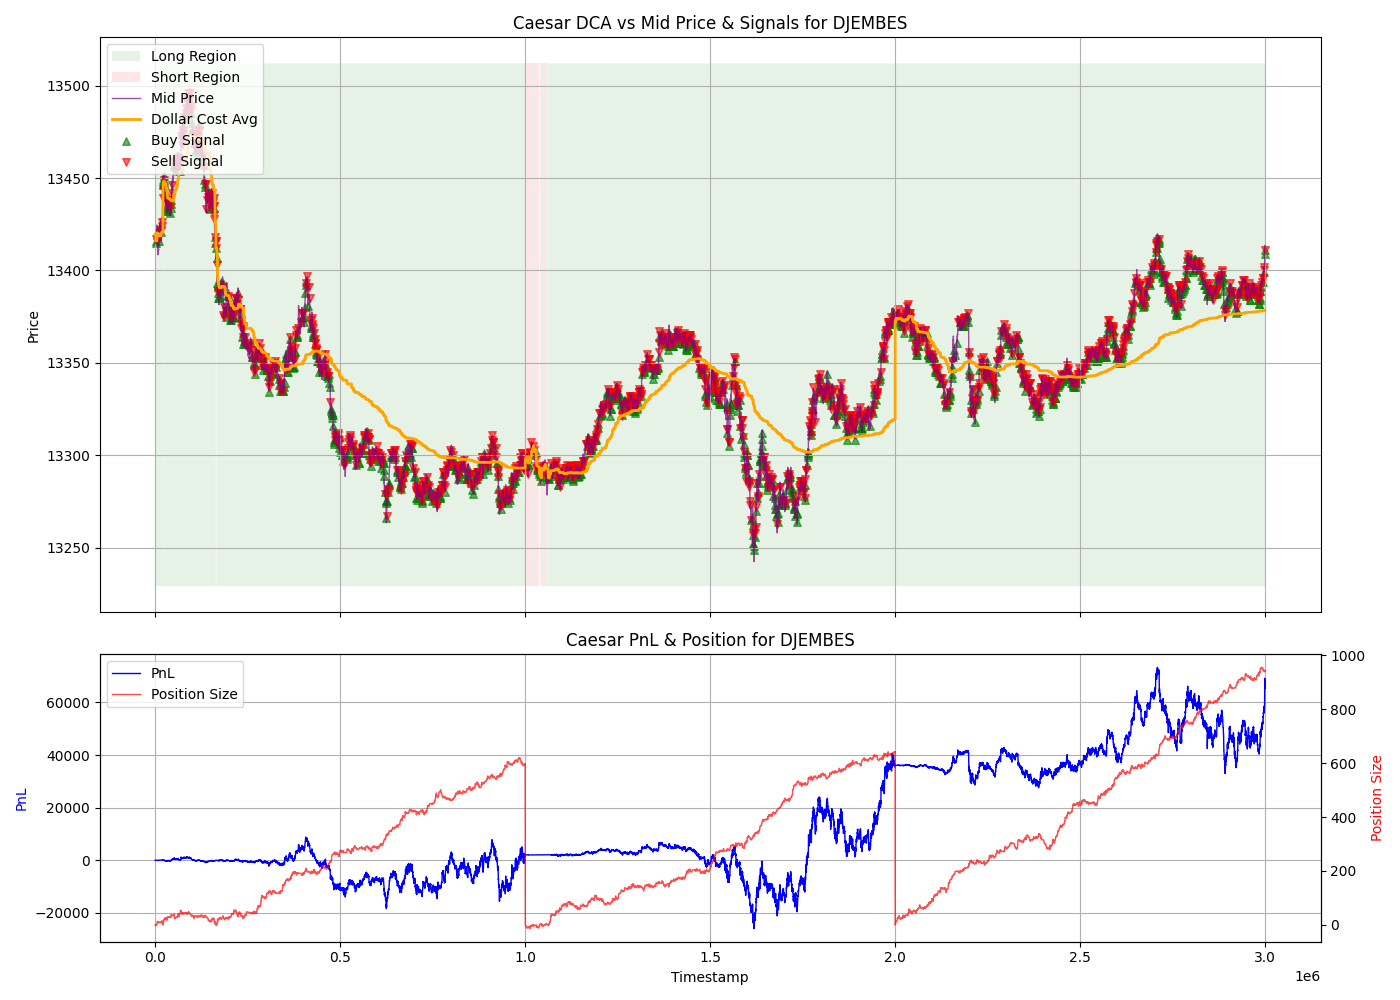 Caesar DCA vs Mid Price & Signals for DJEMBES
Long Region
Short Region
Mid Price
Dollar Cost Avg
Buy Signal
Sell Signal
13500
13450
13400
13350
13300
13250
Price
Caesar PnL & Position for DJEMBES
PnL
Position Size
60000
40000
20000
0
−20000
PnL
1000
800
600
400
200
0
Position Size
0.0 0.5 1.0 1.5 2.0 2.5 3.0
Timestamp
1e6